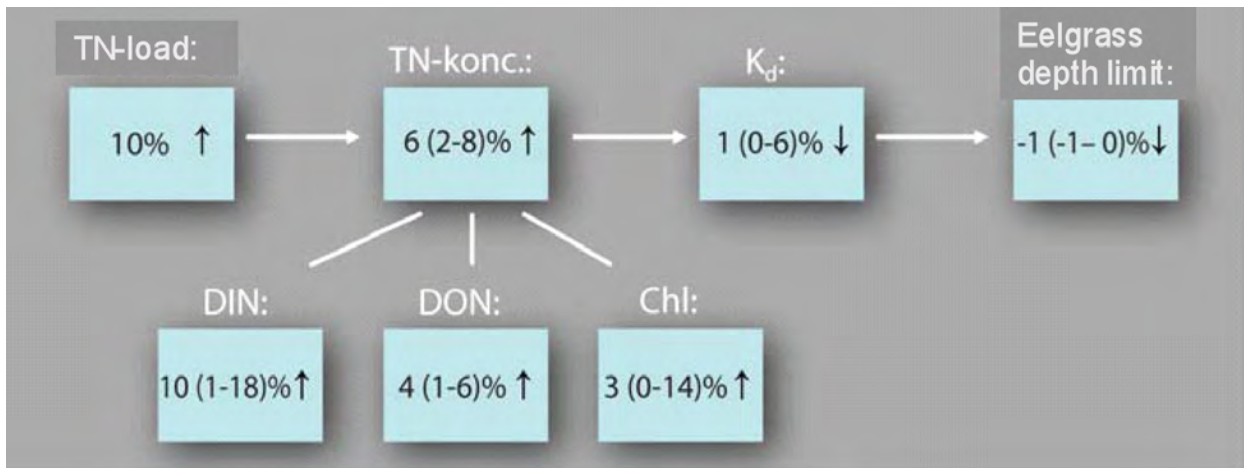 TN-load:
10% ↑
TN-konc.:
6 (2-8)% ↑
Kd:
1 (0-6)% ↓
Eelgrass
depth limit:
-1 (-1– 0)%↓
DIN:
10 (1-18)%↑
DON:
4 (1-6)% ↑
Chl:
3 (0-14)% ↑